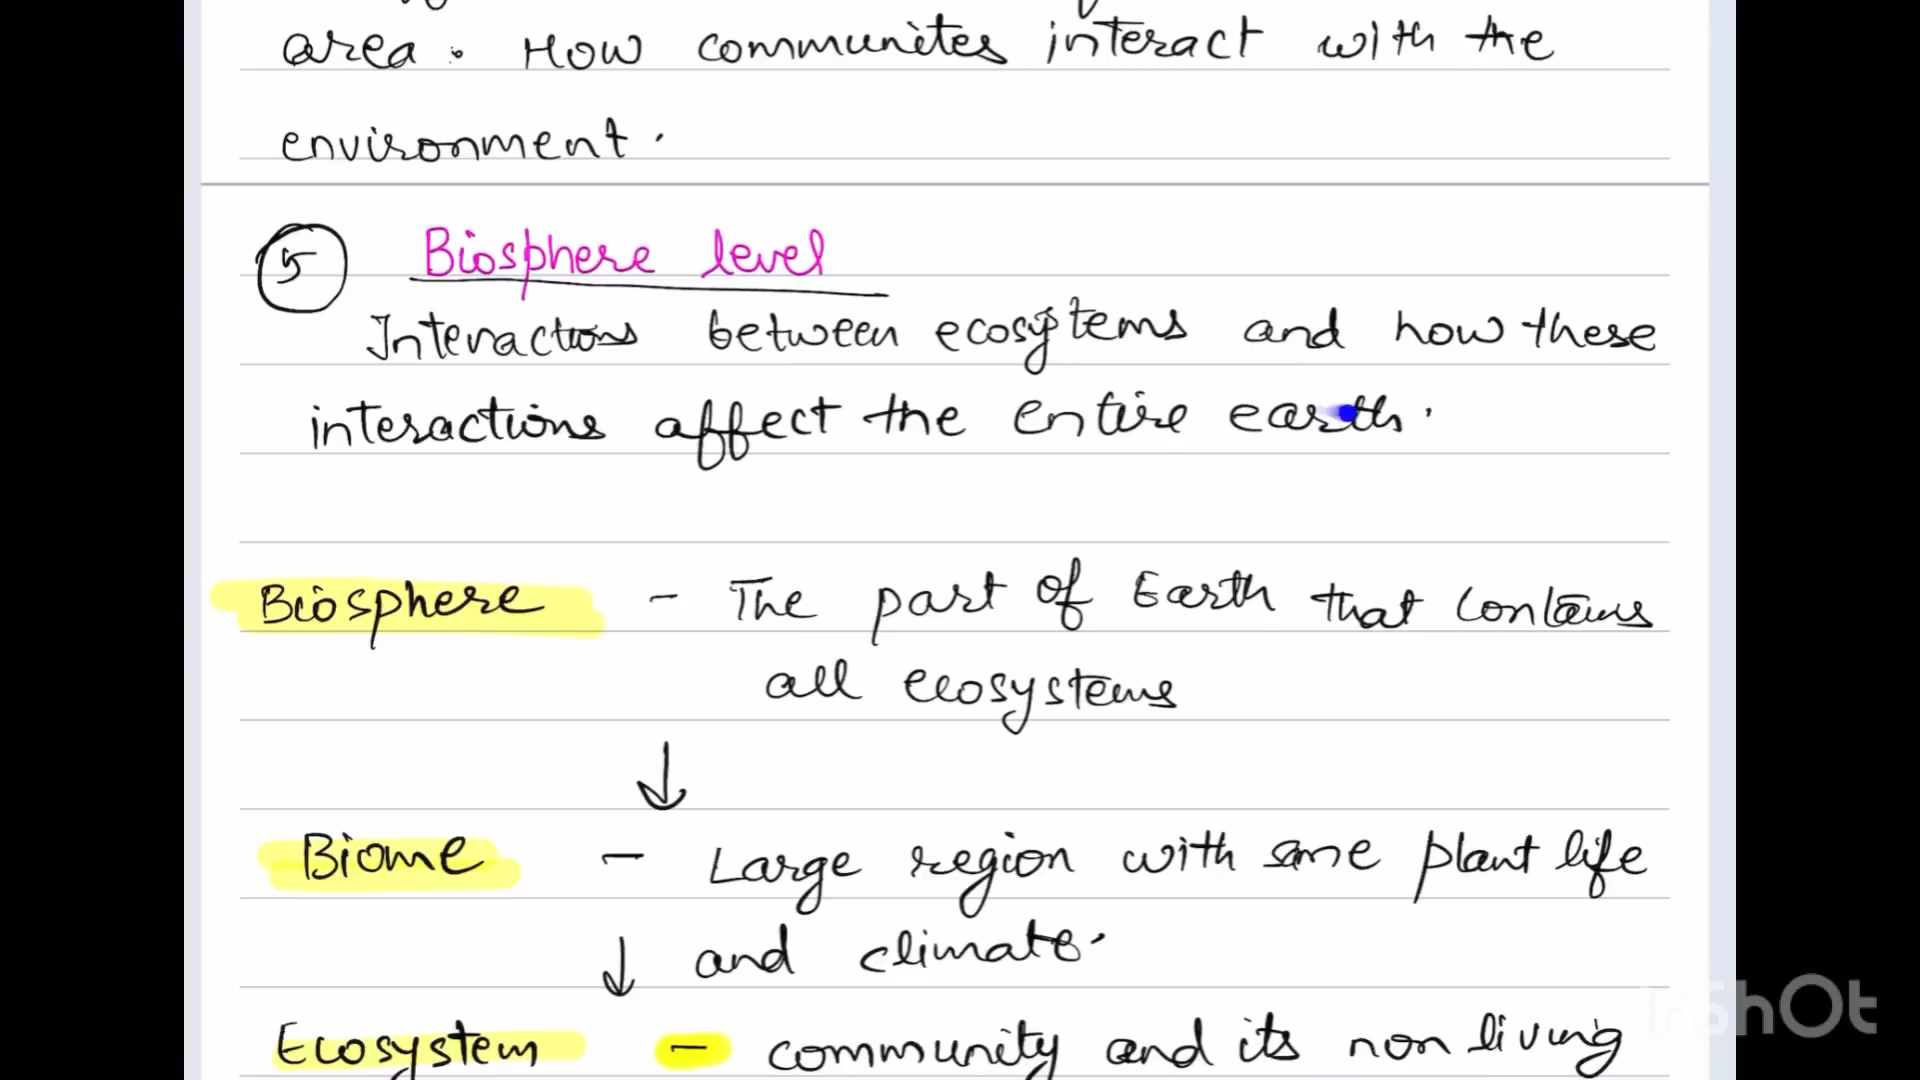 area. How communites interact with the
environment.
5 Biosphere level
Interactions between ecosystems and how these
interactions affect the entire earth.
Biosphere - The part of Earth that contains
all ecosystems
↓
Biome - Large region with same plant life
↓ and climate.
Ecosystem - community and its non living
InShOt